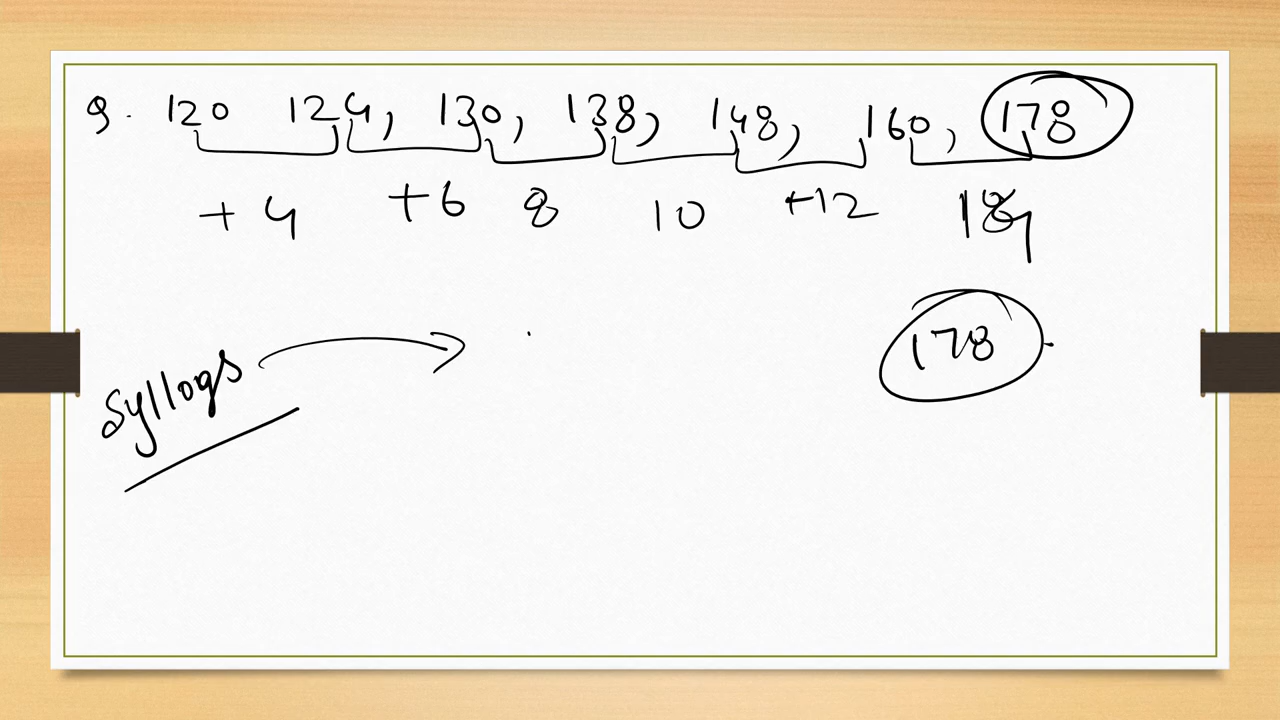 9. 120 124, 130, 138, 148, 160, 178
+ 4 +6 8 10 +12 18
178
Syllogs